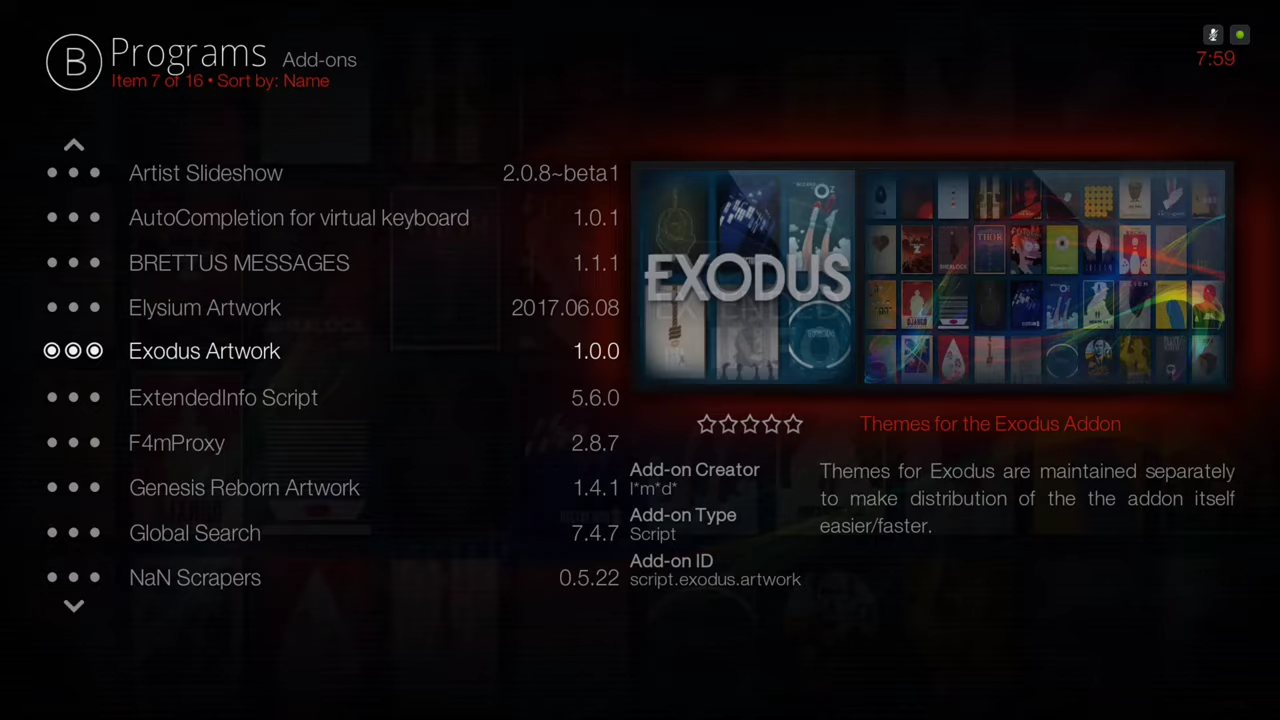 B Programs Add-ons
Item 7 of 16 • Sort by: Name
7:59
Artist Slideshow 2.0.8~beta1
AutoCompletion for virtual keyboard 1.0.1
BRETTUS MESSAGES 1.1.1
Elysium Artwork 2017.06.08
Exodus Artwork 1.0.0
ExtendedInfo Script 5.6.0
F4mProxy 2.8.7
Genesis Reborn Artwork 1.4.1
Global Search 7.4.7
NaN Scrapers 0.5.22
EXODUS
EXTENDED
THOR
SHERLOCK
DJANGO
Themes for the Exodus Addon
Add-on Creator
l*m*d*
Add-on Type
Script
Add-on ID
script.exodus.artwork
Themes for Exodus are maintained separately
to make distribution of the the addon itself
easier/faster.